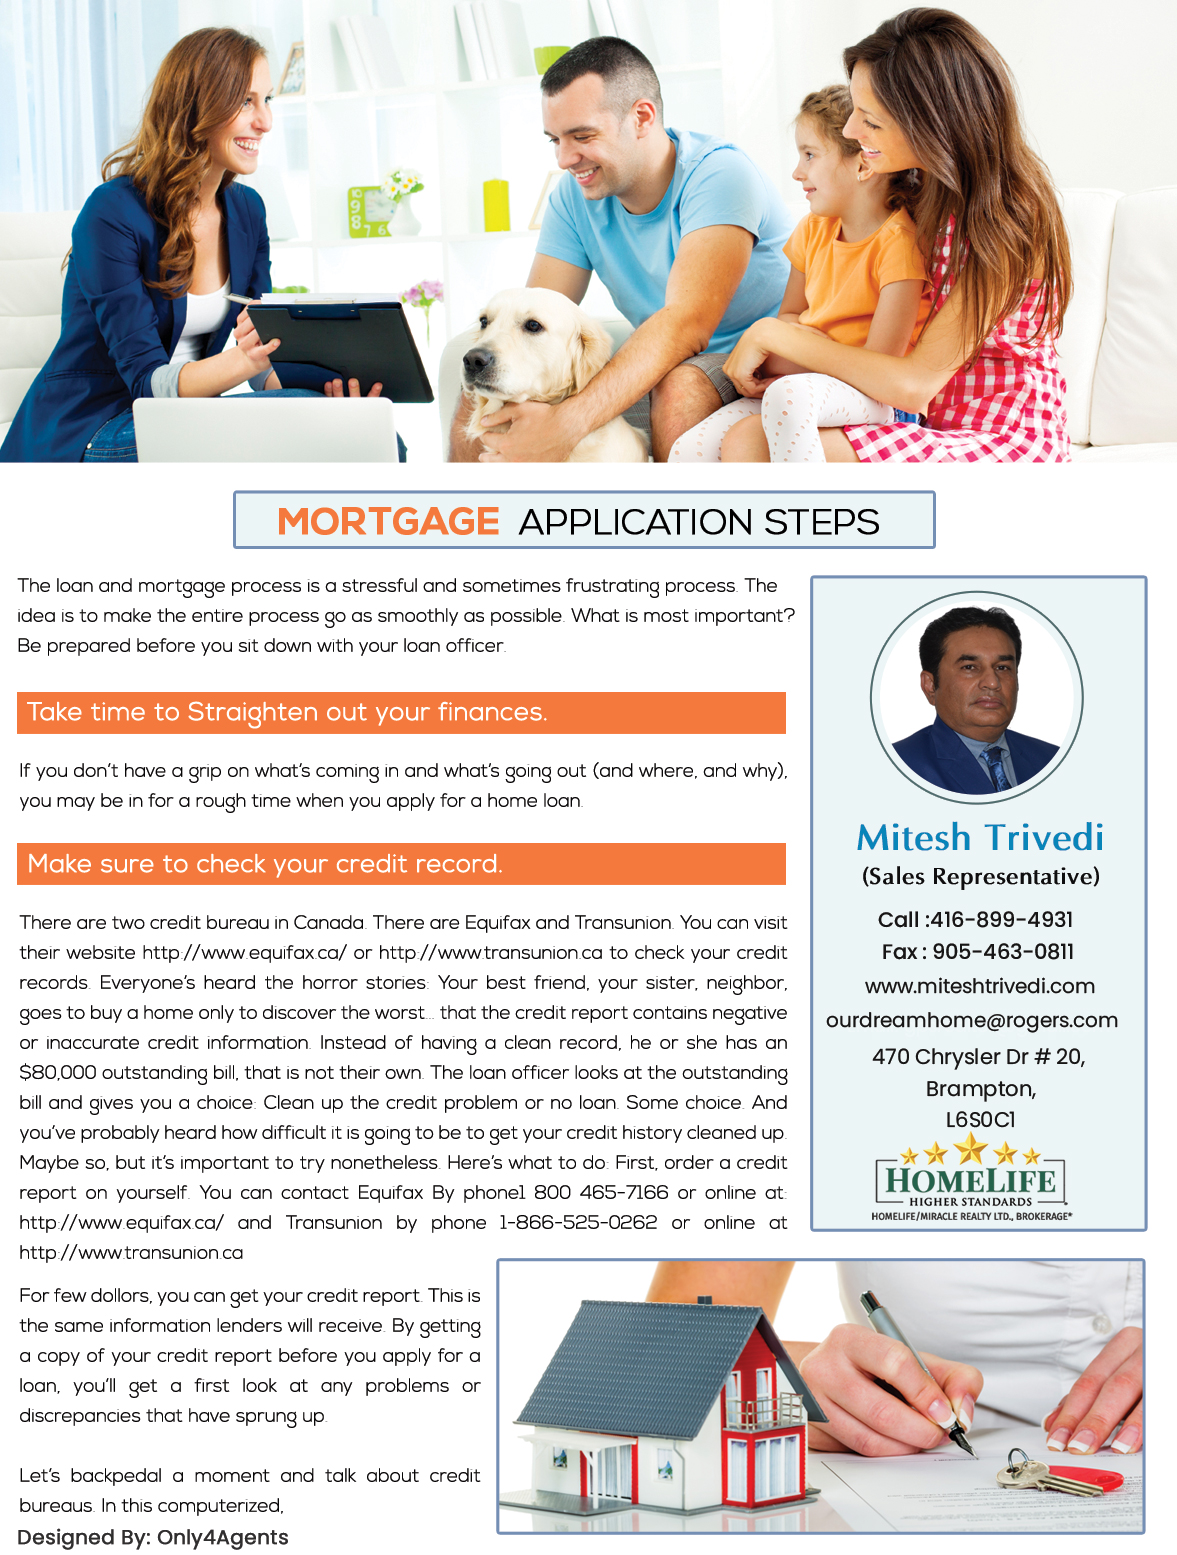 MORTGAGE APPLICATION STEPS
The loan and mortgage process is a stressful and sometimes frustrating process. The
idea is to make the entire process go as smoothly as possible. What is most important?
Be prepared before you sit down with your loan officer.
Take time to Straighten out your finances.
If you don't have a grip on what's coming in and what's going out (and where, and why),
you may be in for a rough time when you apply for a home loan.
Make sure to check your credit record.
There are two credit bureau in Canada. There are Equifax and Transunion. You can visit
their website http://www.equifax.ca/ or http://www.transunion.ca to check your credit
records. Everyone's heard the horror stories: Your best friend, your sister, neighbor,
goes to buy a home only to discover the worst... that the credit report contains negative
or inaccurate credit information. Instead of having a clean record, he or she has an
$80,000 outstanding bill, that is not their own. The loan officer looks at the outstanding
bill and gives you a choice: Clean up the credit problem or no loan. Some choice. And
you've probably heard how difficult it is going to be to get your credit history cleaned up.
Maybe so, but it's important to try nonetheless. Here's what to do: First, order a credit
report on yourself. You can contact Equifax By phone1 800 465-7166 or online at:
http://www.equifax.ca/ and Transunion by phone 1-866-525-0262 or online at
http://www.transunion.ca
For few dollors, you can get your credit report. This is
the same information lenders will receive. By getting
a copy of your credit report before you apply for a
loan, you'll get a first look at any problems or
discrepancies that have sprung up.
Let's backpedal a moment and talk about credit
bureaus. In this computerized,
Designed By: Only4Agents
Mitesh Trivedi
(Sales Representative)
Call :416-899-4931
Fax : 905-463-0811
www.miteshtrivedi.com
ourdreamhome@rogers.com
470 Chrysler Dr # 20,
Brampton,
L6S0C1
HOMELIFE
HIGHER STANDARDS
HOMELIFE/MIRACLE REALTY LTD., BROKERAGE*
10
9
8
7 6